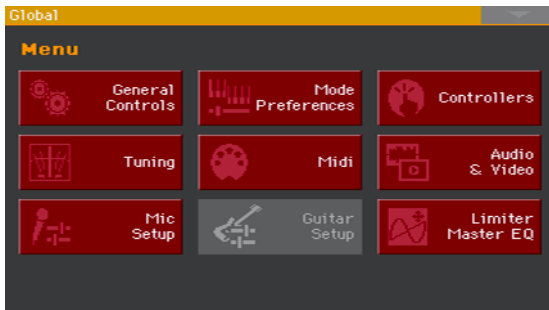 Global
Menu
General
Controls
Mode
Preferences
Controllers
Tuning
Midi
Audio
& Video
Mic
Setup
Guitar
Setup
Limiter
Master EQ